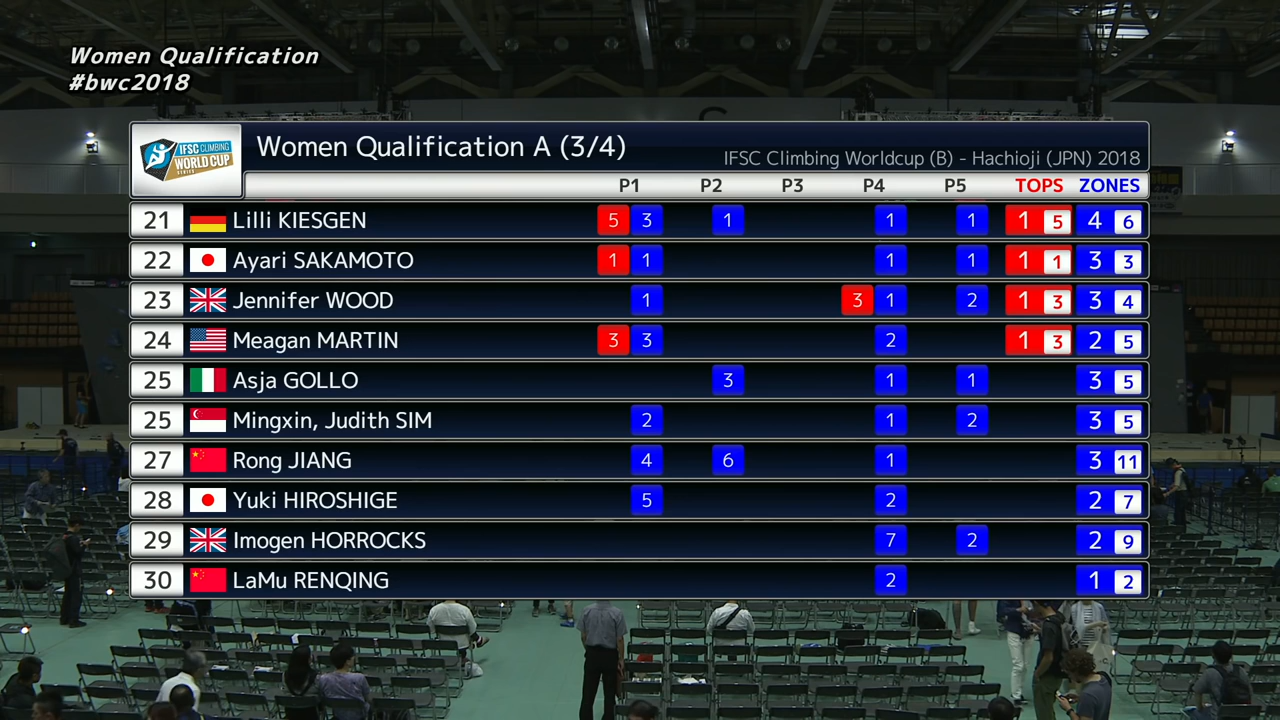 Women Qualification
#bwc2018
IFSC CLIMBING
WORLD CUP
SERIES
Women Qualification A (3/4)
IFSC Climbing Worldcup (B) - Hachioji (JPN) 2018
P1 P2 P3 P4 P5 TOPS ZONES
21 Lilli KIESGEN 5 3 1 1 1 1 5 4 6
22 Ayari SAKAMOTO 1 1 1 1 1 1 3 3
23 Jennifer WOOD 1 3 1 2 1 3 3 4
24 Meagan MARTIN 3 3 2 1 3 2 5
25 Asja GOLLO 3 1 1 3 5
25 Mingxin, Judith SIM 2 1 2 3 5
27 Rong JIANG 4 6 1 3 11
28 Yuki HIROSHIGE 5 2 2 7
29 Imogen HORROCKS 7 2 2 9
30 LaMu RENQING 2 1 2